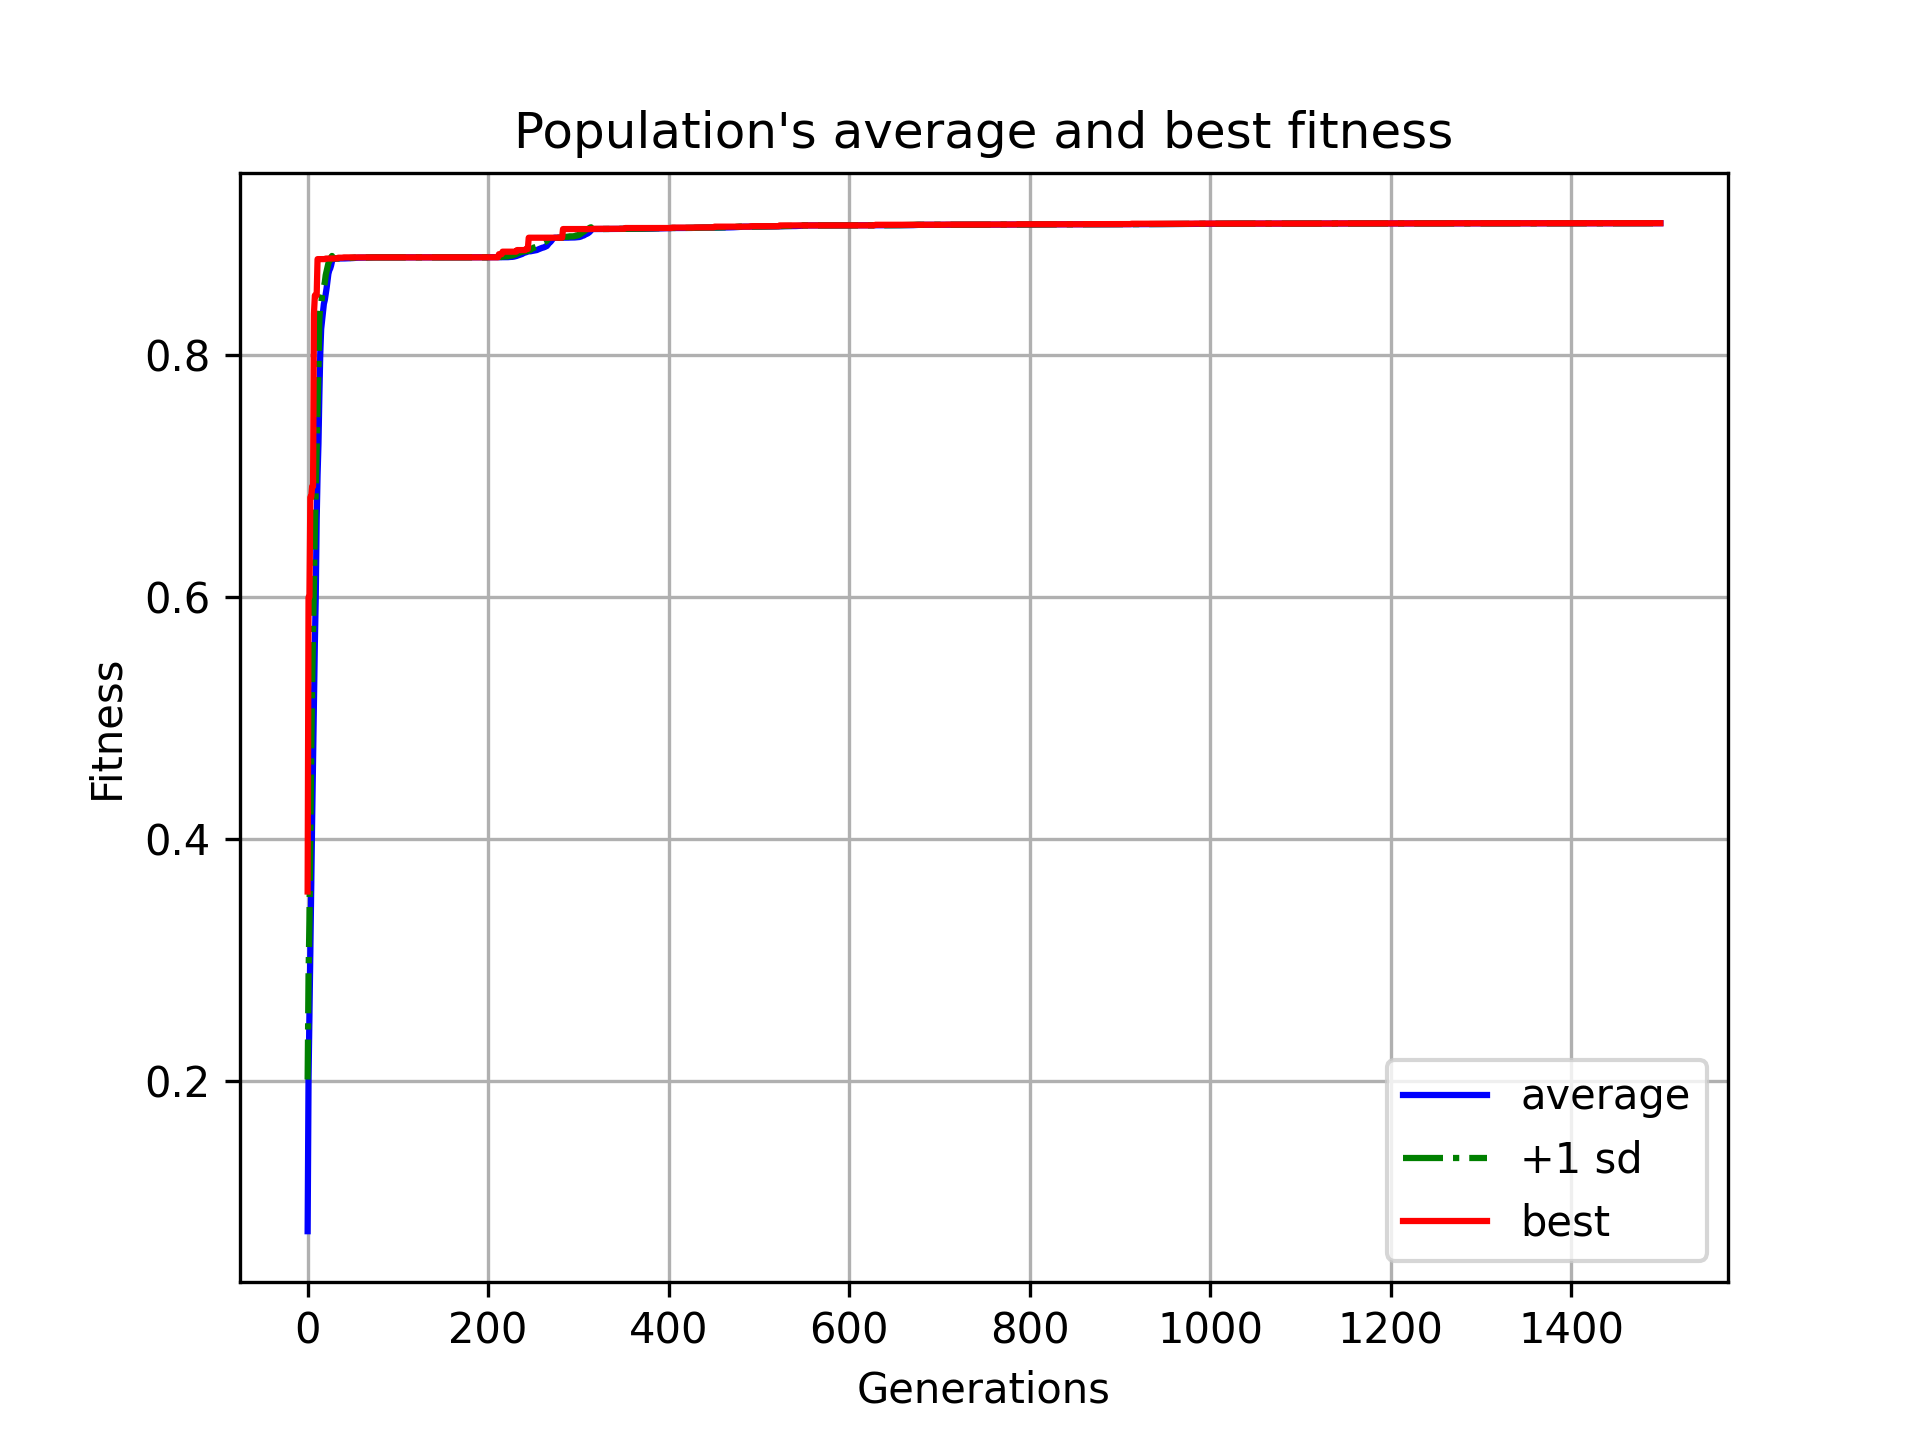 Population's average and best fitness
Fitness
0.8
0.6
0.4
0.2
0 200 400 600 800 1000 1200 1400
Generations
average
+1 sd
best